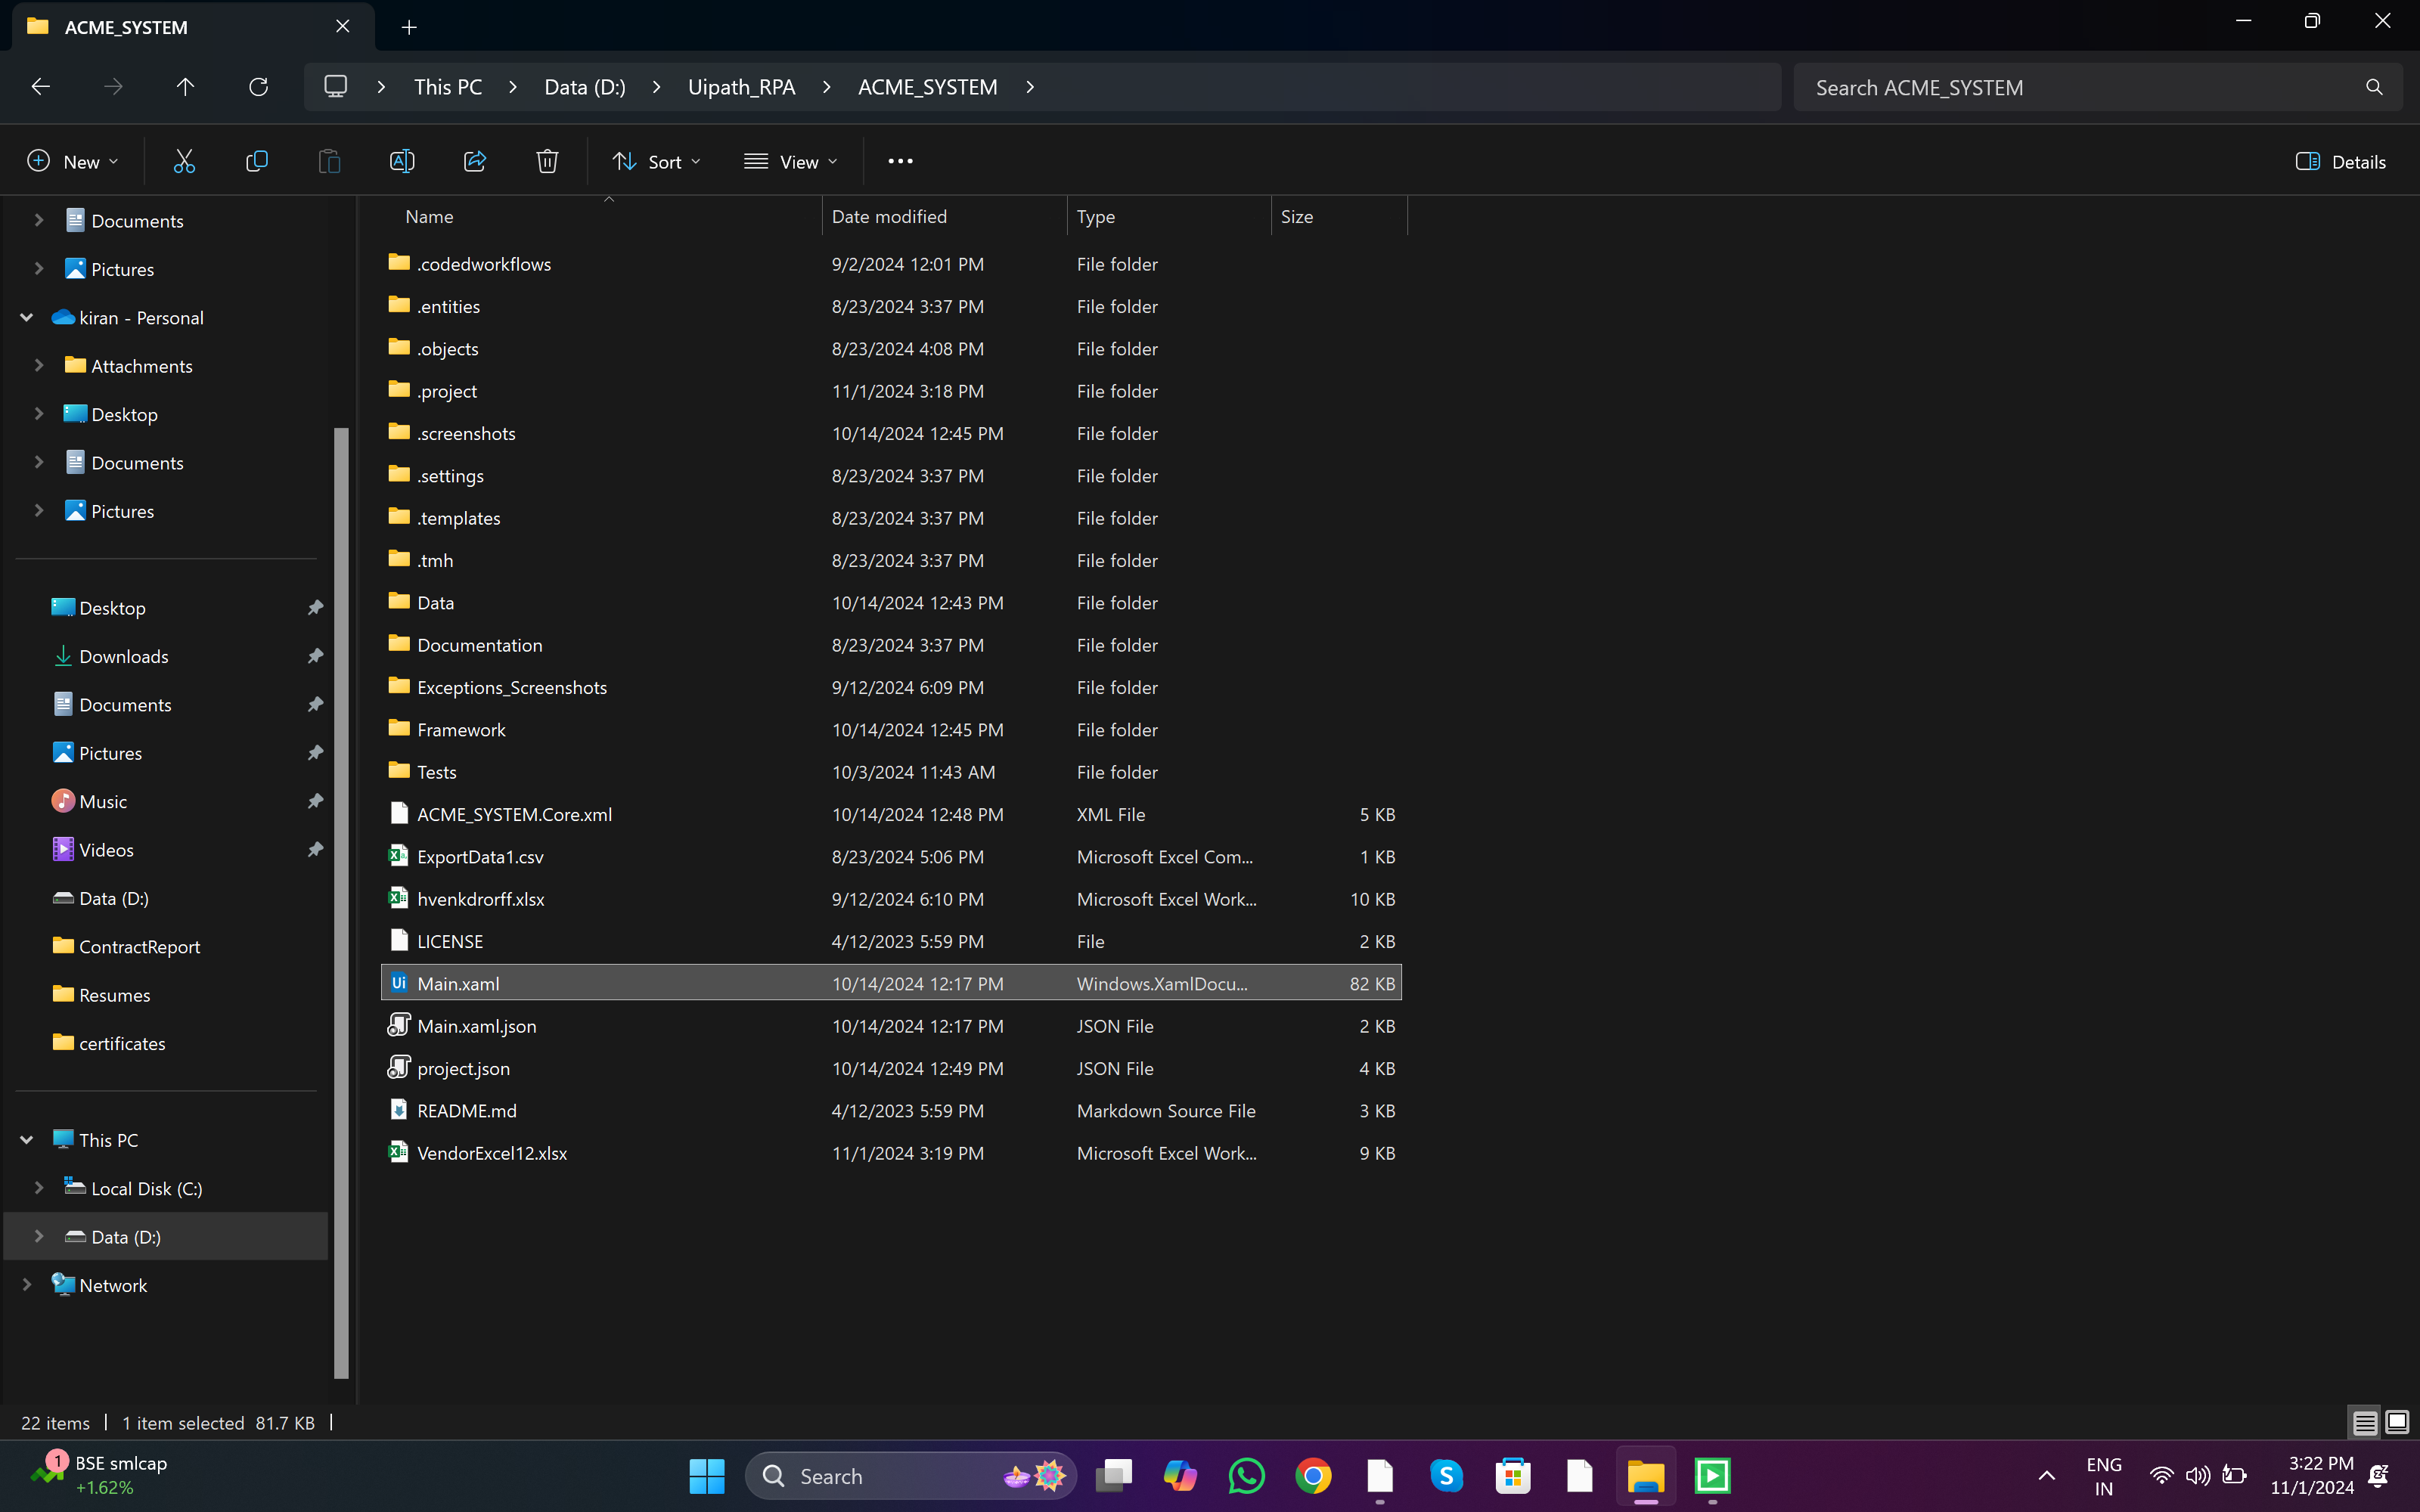 ACME_SYSTEM
This PC > Data (D:) > Uipath_RPA > ACME_SYSTEM >
Search ACME_SYSTEM
New
Sort
View
Details
Documents
Pictures
kiran - Personal
Attachments
Desktop
Documents
Pictures
Desktop
Downloads
Documents
Pictures
Music
Videos
Data (D:)
ContractReport
Resumes
certificates
This PC
Local Disk (C:)
Data (D:)
Network
Name Date modified Type Size
.codedworkflows 9/2/2024 12:01 PM File folder
.entities 8/23/2024 3:37 PM File folder
.objects 8/23/2024 4:08 PM File folder
.project 11/1/2024 3:18 PM File folder
.screenshots 10/14/2024 12:45 PM File folder
.settings 8/23/2024 3:37 PM File folder
.templates 8/23/2024 3:37 PM File folder
.tmh 8/23/2024 3:37 PM File folder
Data 10/14/2024 12:43 PM File folder
Documentation 8/23/2024 3:37 PM File folder
Exceptions_Screenshots 9/12/2024 6:09 PM File folder
Framework 10/14/2024 12:45 PM File folder
Tests 10/3/2024 11:43 AM File folder
ACME_SYSTEM.Core.xml 10/14/2024 12:48 PM XML File 5 KB
ExportData1.csv 8/23/2024 5:06 PM Microsoft Excel Com... 1 KB
hvenkdrorff.xlsx 9/12/2024 6:10 PM Microsoft Excel Work... 10 KB
LICENSE 4/12/2023 5:59 PM File 2 KB
Ui Main.xaml 10/14/2024 12:17 PM Windows.XamlDocu... 82 KB
Main.xaml.json 10/14/2024 12:17 PM JSON File 2 KB
project.json 10/14/2024 12:49 PM JSON File 4 KB
README.md 4/12/2023 5:59 PM Markdown Source File 3 KB
VendorExcel12.xlsx 11/1/2024 3:19 PM Microsoft Excel Work... 9 KB
22 items | 1 item selected 81.7 KB |
1 BSE smlcap
+1.62%
Search
ENG
IN
3:22 PM
11/1/2024